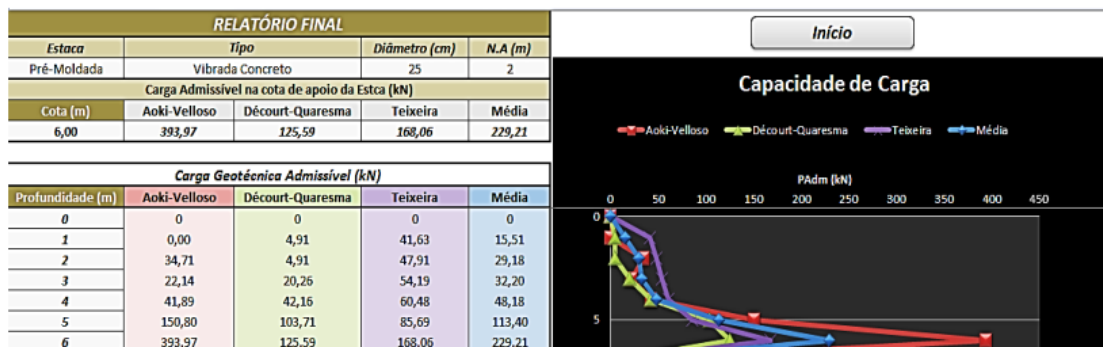 RELATÓRIO FINAL
Estaca Tipo Diâmetro (cm) N.A (m)
Pré-Moldada Vibrada Concreto 25 2
Carga Admissível na cota de apoio da Estca (kN)
Cota (m) Aoki-Velloso Décourt-Quaresma Teixeira Média
6,00 393,97 125,59 168,06 229,21
Carga Geotécnica Admissível (kN)
Profundidade (m) Aoki-Velloso Décourt-Quaresma Teixeira Média
0 0 0 0 0
1 0,00 4,91 41,63 15,51
2 34,71 4,91 47,91 29,18
3 22,14 20,26 54,19 32,20
4 41,89 42,16 60,48 48,18
5 150,80 103,71 85,69 113,40
6 393,97 125,59 168,06 229,21
Início
Capacidade de Carga
Aoki-Velloso Décourt-Quaresma Teixeira Média
PAdm (kN)
0 50 100 150 200 250 300 350 400 450
0
5